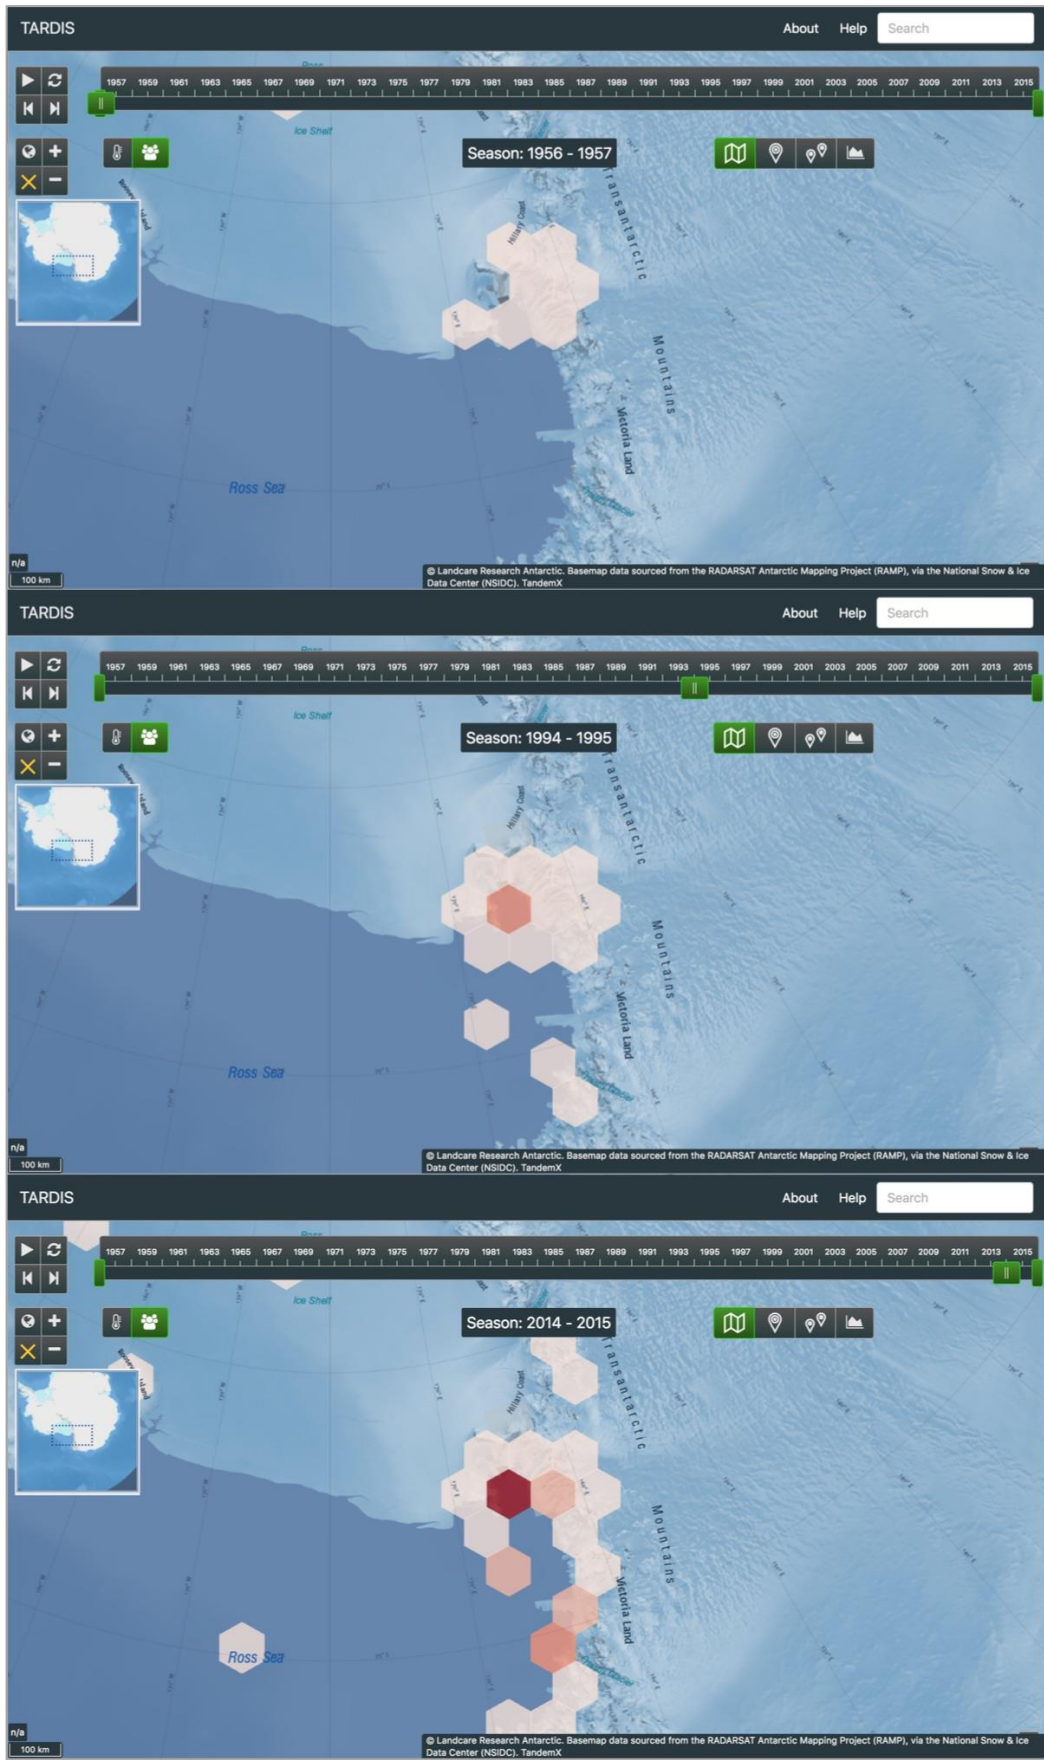 TARDIS
About Help Search
1957 1959 1961 1963 1965 1967 1969 1971 1973 1975 1977 1979 1981 1983 1985 1987 1989 1991 1993 1995 1997 1999 2001 2003 2005 2007 2009 2011 2013 2015
Ice Shelf
Season: 1956 - 1957
Hillary Coast
Transantarctic
Mountains
Victoria Land
Ross Sea
n/a
100 km
© Landcare Research Antarctic. Basemap data sourced from the RADARSAT Antarctic Mapping Project (RAMP), via the National Snow & Ice
Data Center (NSIDC). TandemX
TARDIS
About Help Search
1957 1959 1961 1963 1965 1967 1969 1971 1973 1975 1977 1979 1981 1983 1985 1987 1989 1991 1993 1995 1997 1999 2001 2003 2005 2007 2009 2011 2013 2015
Ice Shelf
Season: 1994 - 1995
Hillary Coast
Transantarctic
Mountains
Victoria Land
Ross Sea
n/a
100 km
© Landcare Research Antarctic. Basemap data sourced from the RADARSAT Antarctic Mapping Project (RAMP), via the National Snow & Ice
Data Center (NSIDC). TandemX
TARDIS
About Help Search
1957 1959 1961 1963 1965 1967 1969 1971 1973 1975 1977 1979 1981 1983 1985 1987 1989 1991 1993 1995 1997 1999 2001 2003 2005 2007 2009 2011 2013 2015
Ice Shelf
Season: 2014 - 2015
Hillary Coast
Transantarctic
Mountains
Victoria Land
Ross Sea
n/a
100 km
© Landcare Research Antarctic. Basemap data sourced from the RADARSAT Antarctic Mapping Project (RAMP), via the National Snow & Ice
Data Center (NSIDC). TandemX